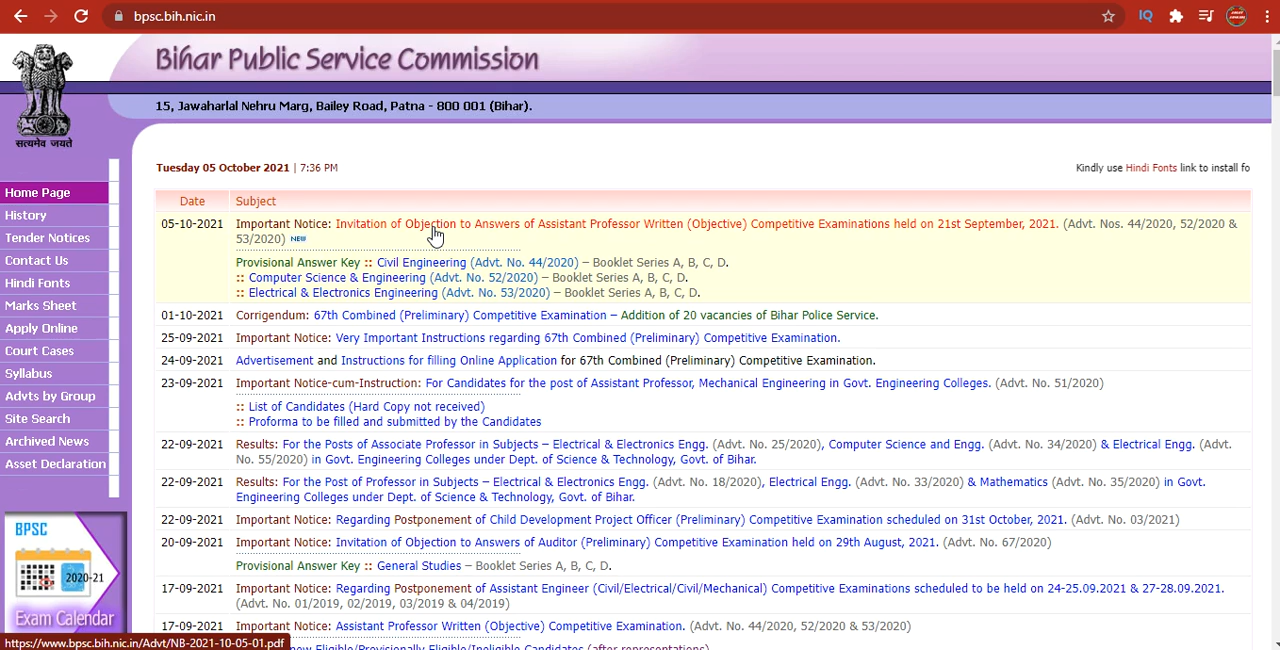 bpsc.bih.nic.in
IQ
Bihar Public Service Commission
15, Jawaharlal Nehru Marg, Bailey Road, Patna - 800 001 (Bihar).
सत्यमेव जयते
Tuesday 05 October 2021 | 7:36 PM
Kindly use Hindi Fonts link to install fo
Home Page
History
Tender Notices
Contact Us
Hindi Fonts
Marks Sheet
Apply Online
Court Cases
Syllabus
Advts by Group
Site Search
Archived News
Asset Declaration
BPSC
2020-21
Exam Calendar
Date Subject
05-10-2021 Important Notice: Invitation of Objection to Answers of Assistant Professor Written (Objective) Competitive Examinations held on 21st September, 2021. (Advt. Nos. 44/2020, 52/2020 &
53/2020) NEW
Provisional Answer Key :: Civil Engineering (Advt. No. 44/2020) – Booklet Series A, B, C, D.
:: Computer Science & Engineering (Advt. No. 52/2020) – Booklet Series A, B, C, D.
:: Electrical & Electronics Engineering (Advt. No. 53/2020) – Booklet Series A, B, C, D.
01-10-2021 Corrigendum: 67th Combined (Preliminary) Competitive Examination – Addition of 20 vacancies of Bihar Police Service.
25-09-2021 Important Notice: Very Important Instructions regarding 67th Combined (Preliminary) Competitive Examination.
24-09-2021 Advertisement and Instructions for filling Online Application for 67th Combined (Preliminary) Competitive Examination.
23-09-2021 Important Notice-cum-Instruction: For Candidates for the post of Assistant Professor, Mechanical Engineering in Govt. Engineering Colleges. (Advt. No. 51/2020)
:: List of Candidates (Hard Copy not received)
:: Proforma to be filled and submitted by the Candidates
22-09-2021 Results: For the Posts of Associate Professor in Subjects – Electrical & Electronics Engg. (Advt. No. 25/2020), Computer Science and Engg. (Advt. No. 34/2020) & Electrical Engg. (Advt.
No. 55/2020) in Govt. Engineering Colleges under Dept. of Science & Technology, Govt. of Bihar.
22-09-2021 Results: For the Post of Professor in Subjects – Electrical & Electronics Engg. (Advt. No. 18/2020), Electrical Engg. (Advt. No. 33/2020) & Mathematics (Advt. No. 35/2020) in Govt.
Engineering Colleges under Dept. of Science & Technology, Govt. of Bihar.
22-09-2021 Important Notice: Regarding Postponement of Child Development Project Officer (Preliminary) Competitive Examination scheduled on 31st October, 2021. (Advt. No. 03/2021)
20-09-2021 Important Notice: Invitation of Objection to Answers of Auditor (Preliminary) Competitive Examination held on 29th August, 2021. (Advt. No. 67/2020)
Provisional Answer Key :: General Studies – Booklet Series A, B, C, D.
17-09-2021 Important Notice: Regarding Postponement of Assistant Engineer (Civil/Electrical/Civil/Mechanical) Competitive Examinations scheduled to be held on 24-25.09.2021 & 27-28.09.2021.
(Advt. No. 01/2019, 02/2019, 03/2019 & 04/2019)
17-09-2021 Important Notice: Assistant Professor Written (Objective) Competitive Examination. (Advt. No. 44/2020, 52/2020 & 53/2020)
https://www.bpsc.bih.nic.in/Advt/NB-2021-10-05-01.pdf
new Eligible/Provisionally Eligible/Ineligible Candidates (after representations)